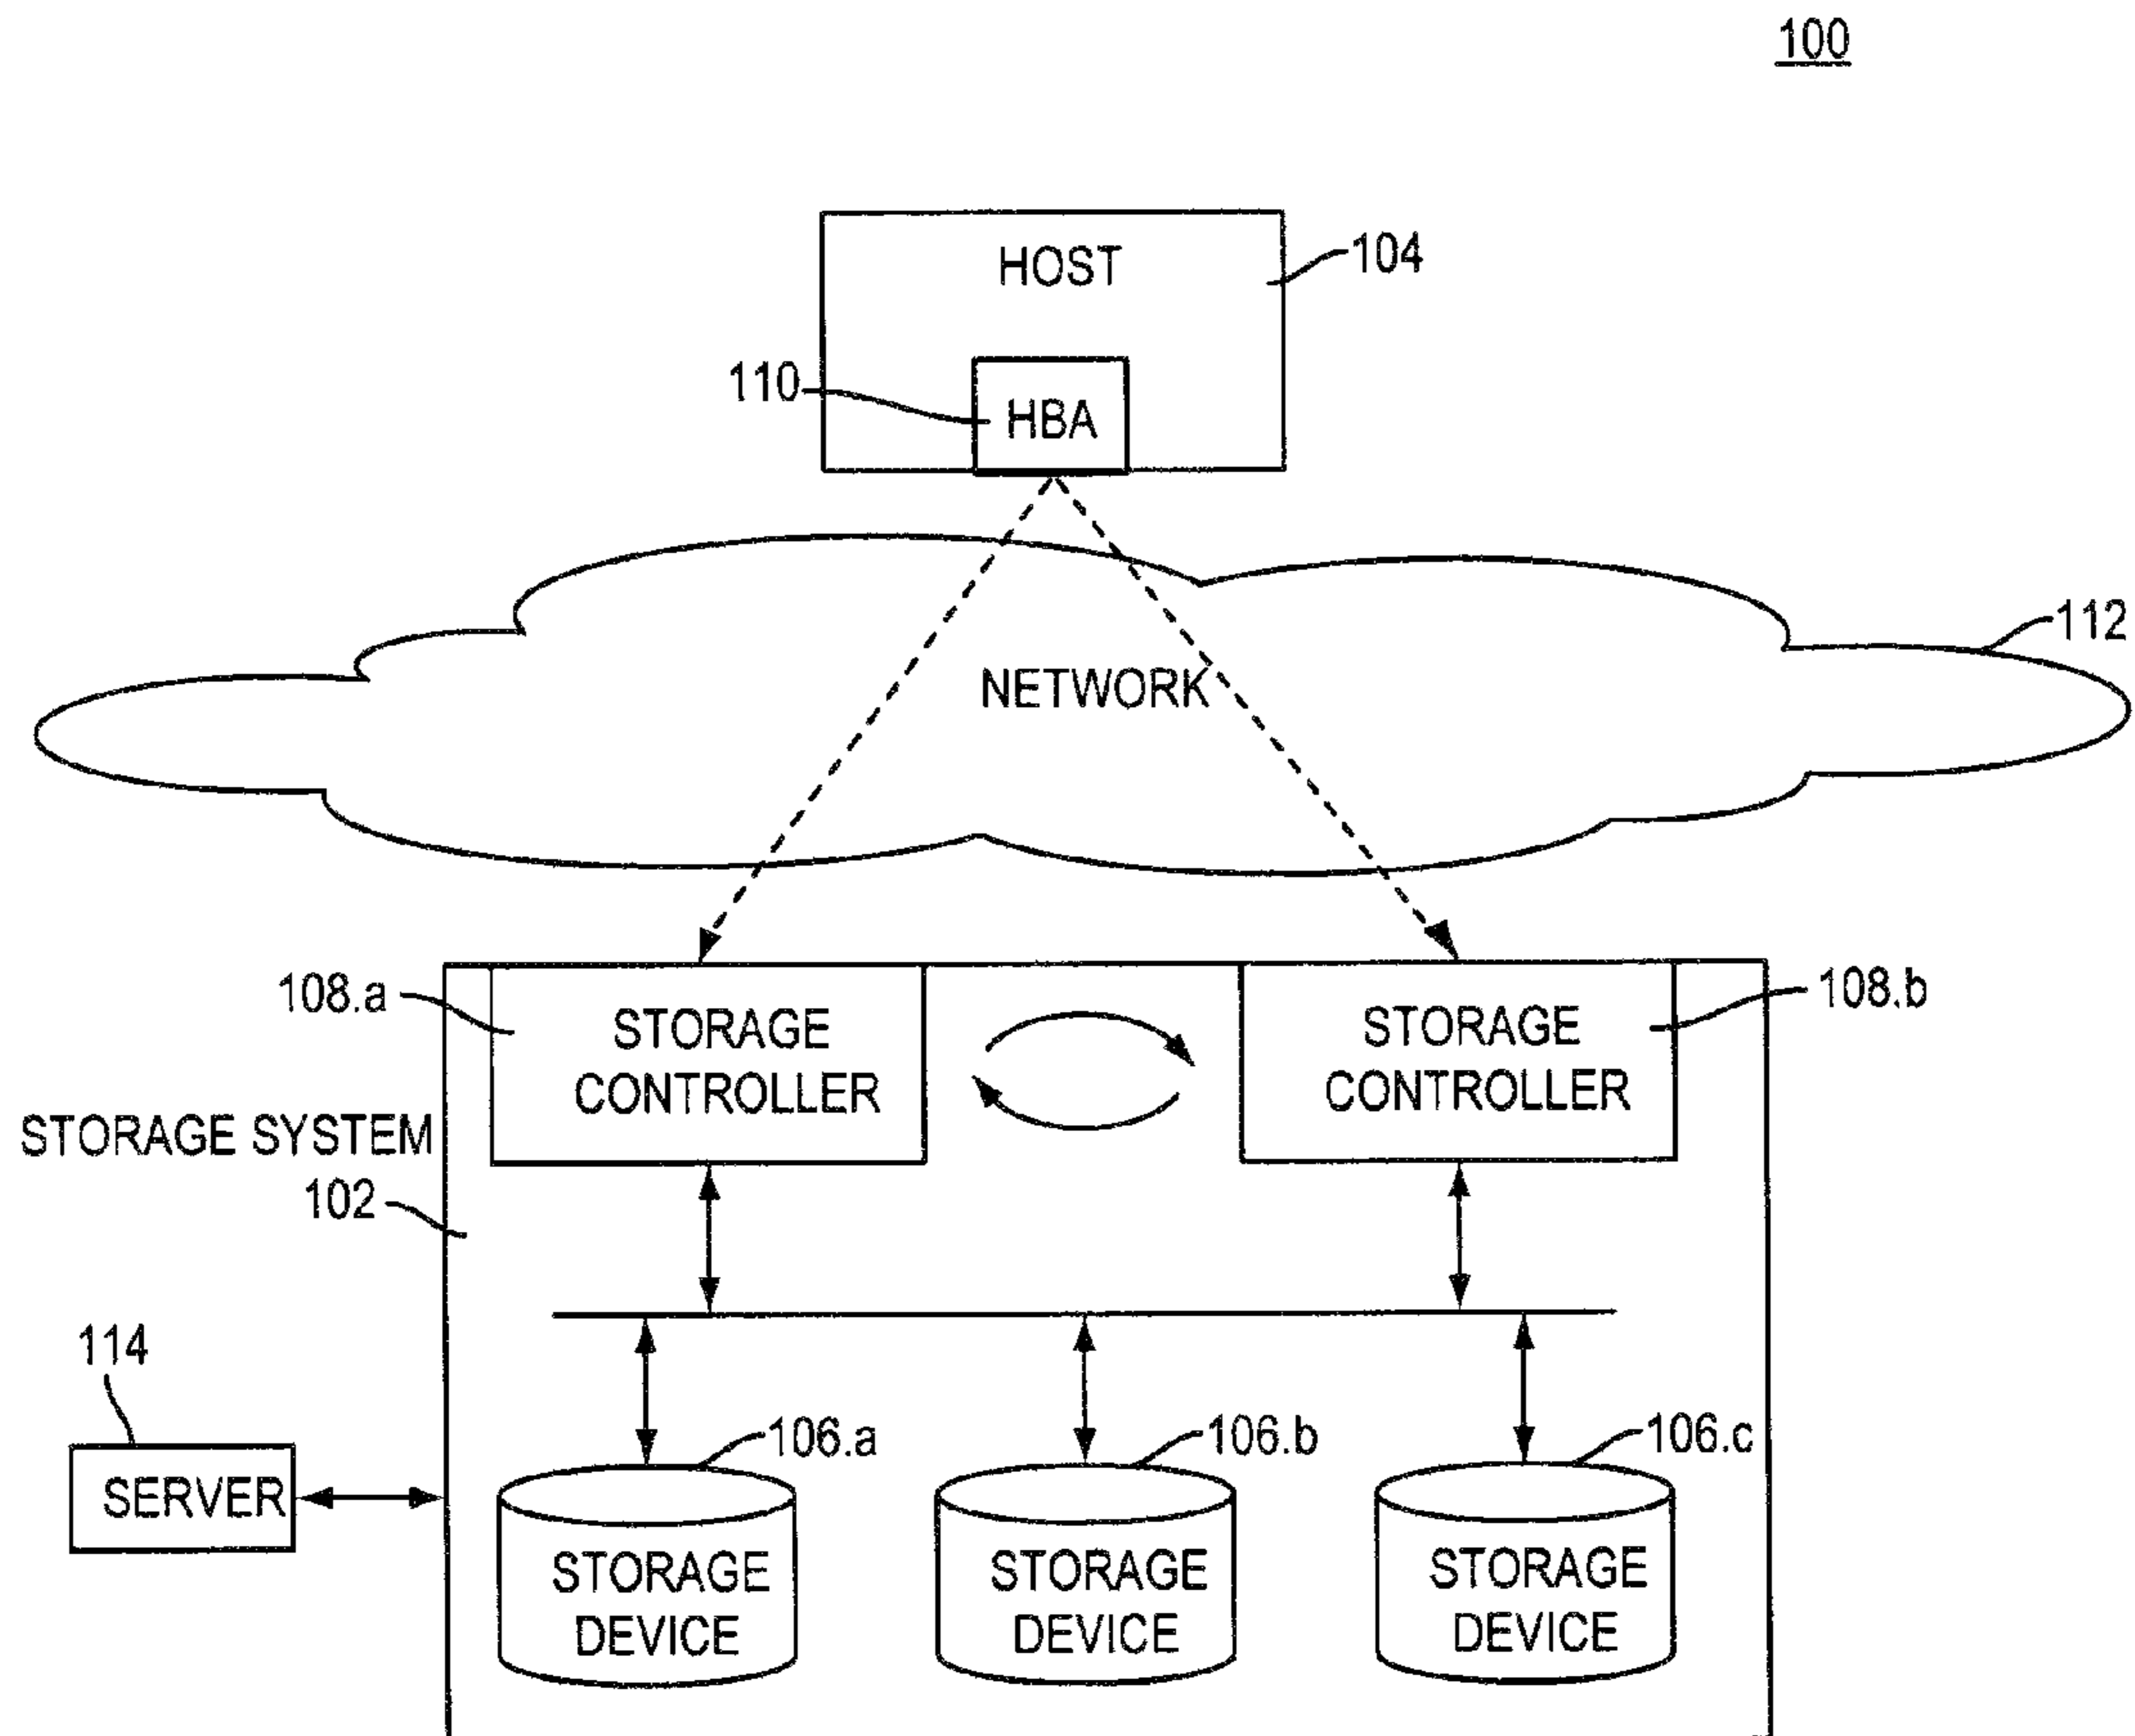 100
HOST
104
110
HBA
112
NETWORK
108.a
STORAGE
CONTROLLER
STORAGE
CONTROLLER
108.b
STORAGE SYSTEM
102
114
SERVER
106.a
106.b
106.c
STORAGE
DEVICE
STORAGE
DEVICE
STORAGE
DEVICE